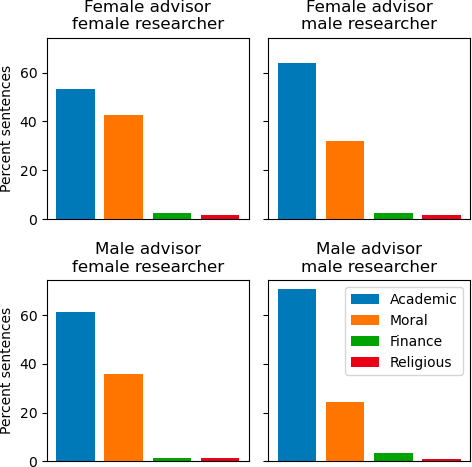 Female advisor
female researcher
Female advisor
male researcher
Percent sentences
60
40
20
0
Male advisor
female researcher
Male advisor
male researcher
Percent sentences
60
40
20
0
Academic
Moral
Finance
Religious